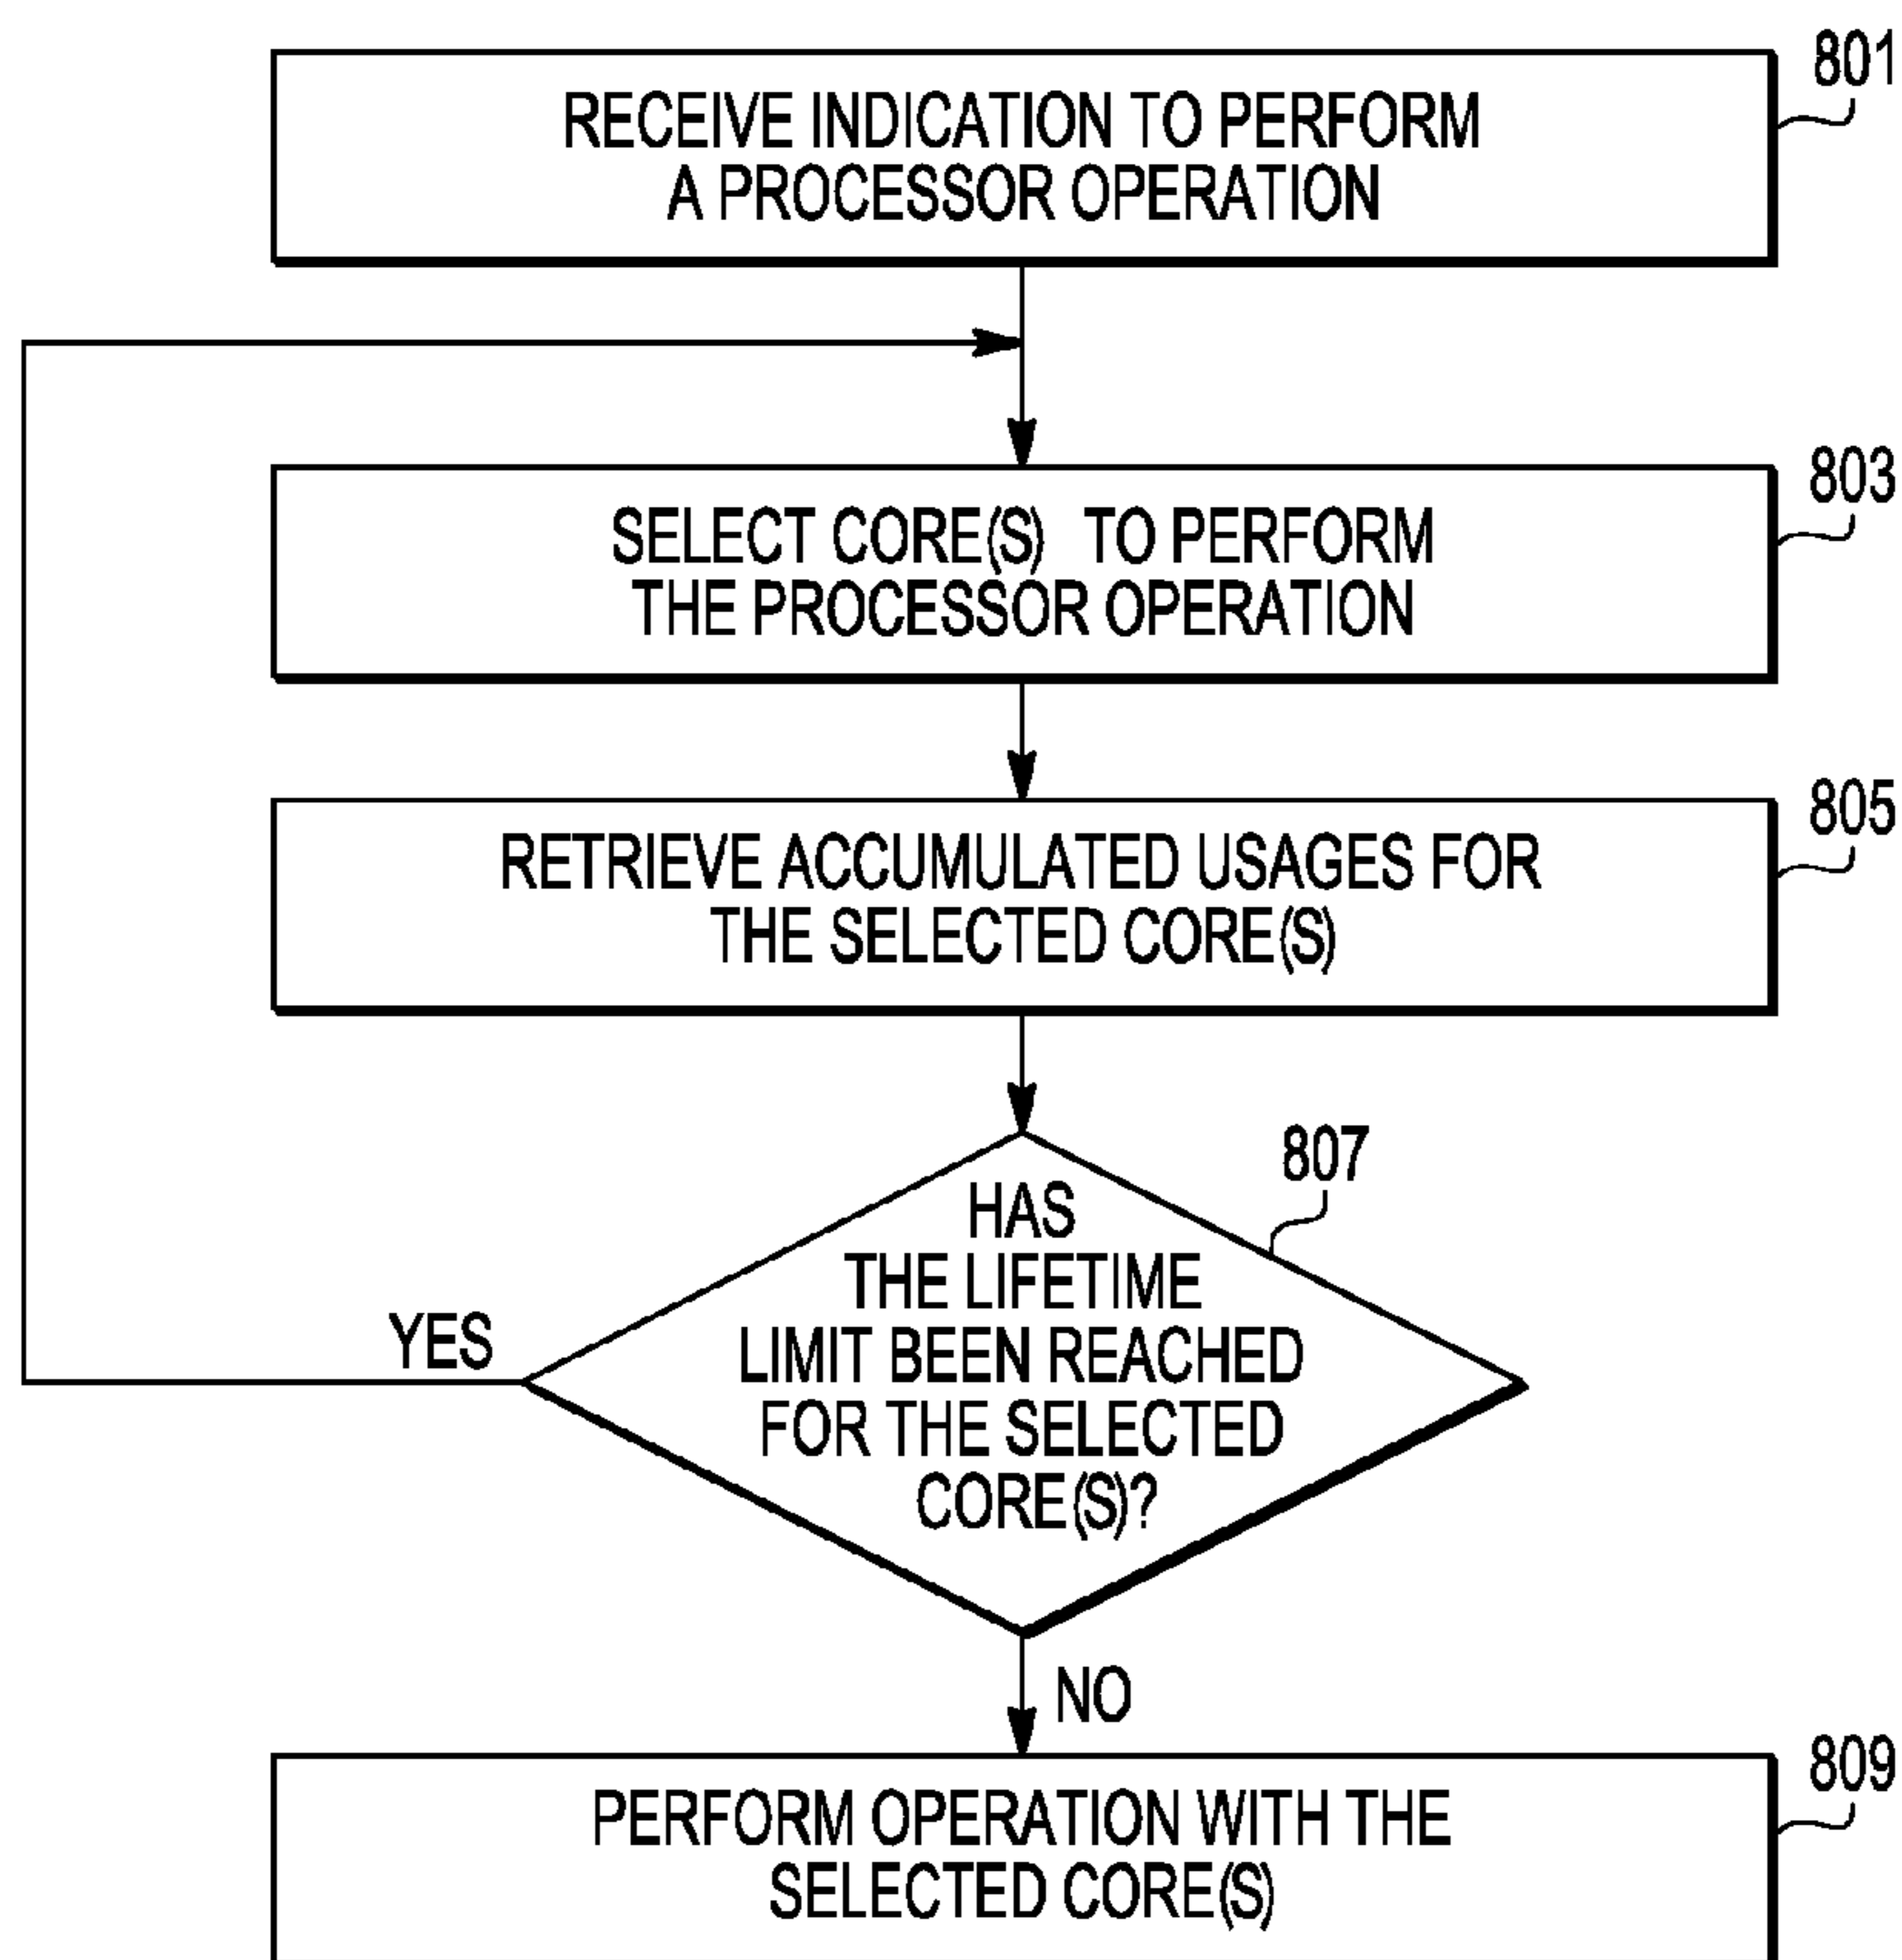 801
RECEIVE INDICATION TO PERFORM
A PROCESSOR OPERATION
803
SELECT CORE(S) TO PERFORM
THE PROCESSOR OPERATION
805
RETRIEVE ACCUMULATED USAGES FOR
THE SELECTED CORE(S)
807
HAS
THE LIFETIME
LIMIT BEEN REACHED
FOR THE SELECTED
CORE(S)?
YES
NO
809
PERFORM OPERATION WITH THE
SELECTED CORE(S)